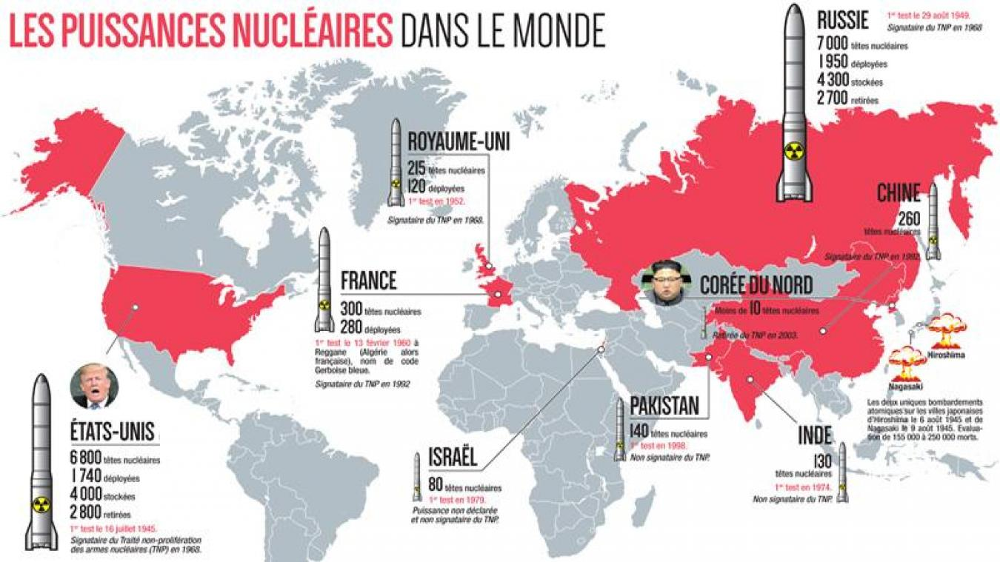 LES PUISSANCES NUCLÉAIRES DANS LE MONDE
RUSSIE
1er test le 29 août 1949.
Signataire du TNP en 1968
7 000 têtes nucléaires
1 950 déployées
4 300 stockées
2 700 retirées
ROYAUME-UNI
215 têtes nucléaires
120 déployées
1er test en 1952.
Signataire du TNP en 1968.
CHINE
260
têtes nucléaires
Signataire du TNP en 1992.
FRANCE
300 têtes nucléaires
280 déployées
1er test le 13 février 1960 à
Reggane (Algérie alors
française), nom de code
Gerboise bleue.
Signataire du TNP en 1992
CORÉE DU NORD
Moins de 10 têtes nucléaires
Retirée du TNP en 2003.
Hiroshima
Nagasaki
Les deux uniques bombardements
atomiques sur les villes japonaises
d'Hiroshima le 6 août 1945 et de
Nagasaki le 9 août 1945. Evalua-
tion de 155 000 à 250 000 morts.
ÉTATS-UNIS
6 800 têtes nucléaires
1 740 déployées
4 000 stockées
2 800 retirées
1er test le 16 juillet 1945.
Signataire du Traité non-prolifération
des armes nucléaires (TNP) en 1968.
ISRAËL
80 têtes nucléaires
1er test en 1979.
Puissance non déclarée
et non signataire du TNP.
PAKISTAN
140 têtes nucléaires
1er test en 1998.
Non signataire du TNP.
INDE
130
têtes nucléaires
1er test en 1974.
Non signataire du TNP.